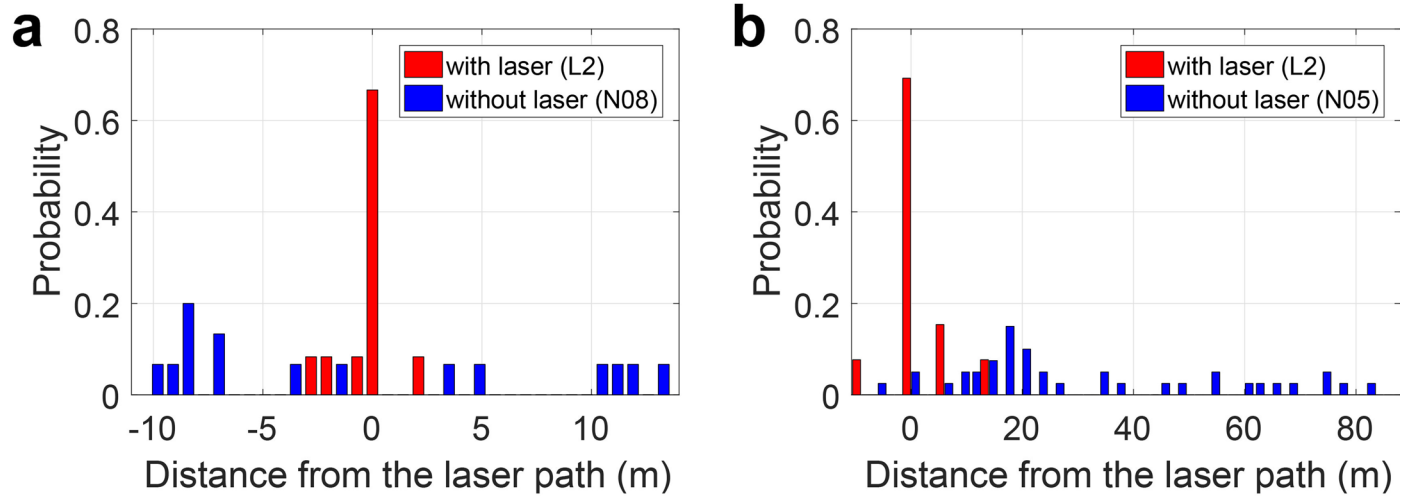 a
0.8
0.6
0.4
0.2
0
Probability
with laser (L2)
without laser (N08)
-10 -5 0 5 10
Distance from the laser path (m)
b
0.8
0.6
0.4
0.2
0
Probability
with laser (L2)
without laser (N05)
0 20 40 60 80
Distance from the laser path (m)